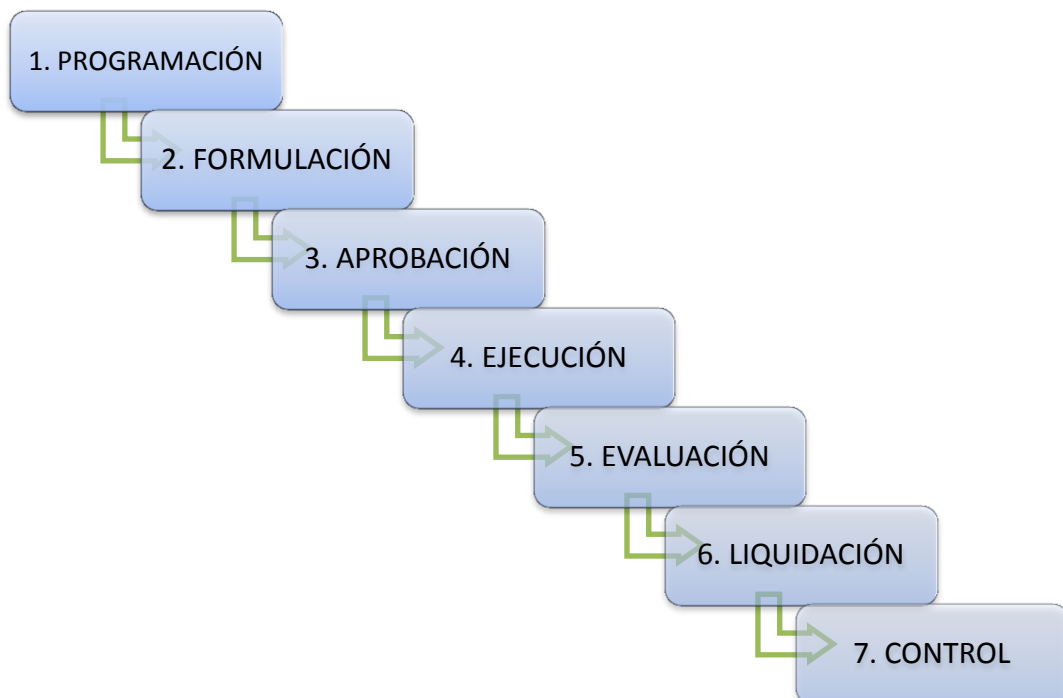 1. PROGRAMACIÓN
2. FORMULACIÓN
3. APROBACIÓN
4. EJECUCIÓN
5. EVALUACIÓN
6. LIQUIDACIÓN
7. CONTROL